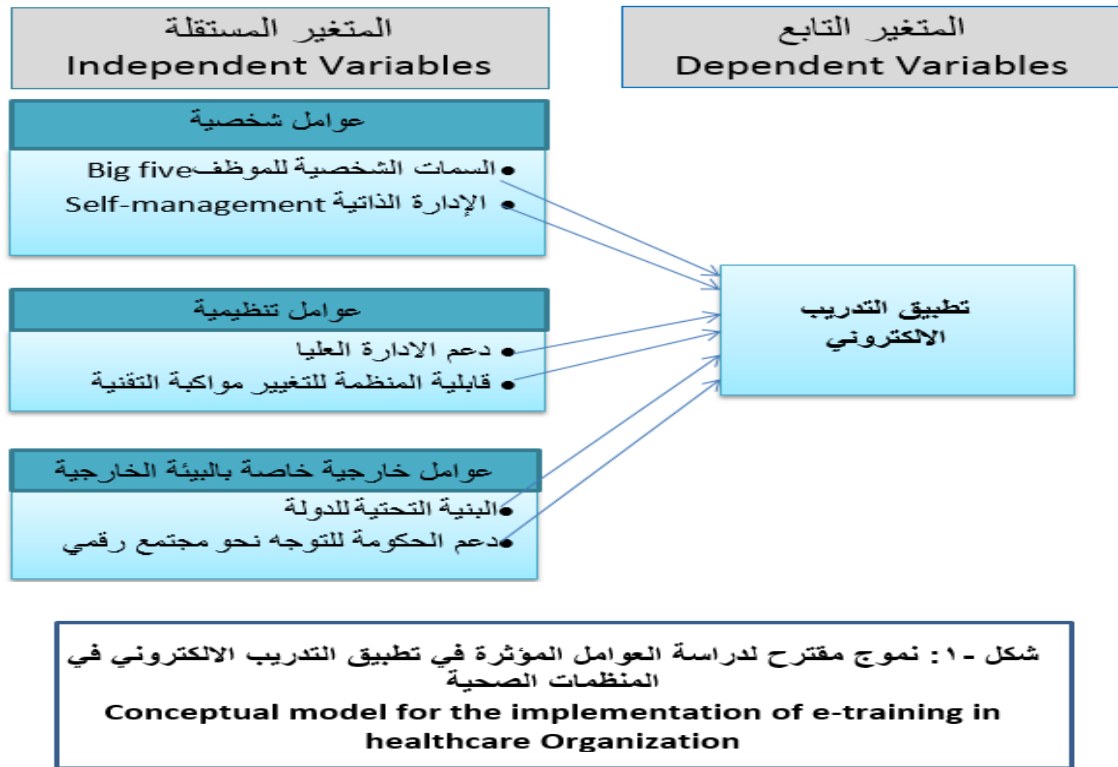 المتغير المستقلة
Independent Variables
المتغير التابع
Dependent Variables
عوامل شخصية
• السمات الشخصية للموظفBig five
• الإدارة الذاتية Self-management
عوامل تنظيمية
• دعم الادارة العليا
• قابلية المنظمة للتغيير مواكبة التقنية
عوامل خارجية خاصة بالبيئة الخارجية
• البنية التحتية للدولة
• دعم الحكومة للتوجه نحو مجتمع رقمي
تطبيق التدريب
الالكتروني
شكل -١: نموج مقترح لدراسة العوامل المؤثرة في تطبيق التدريب الالكتروني في
المنظمات الصحية
Conceptual model for the implementation of e-training in
healthcare Organization